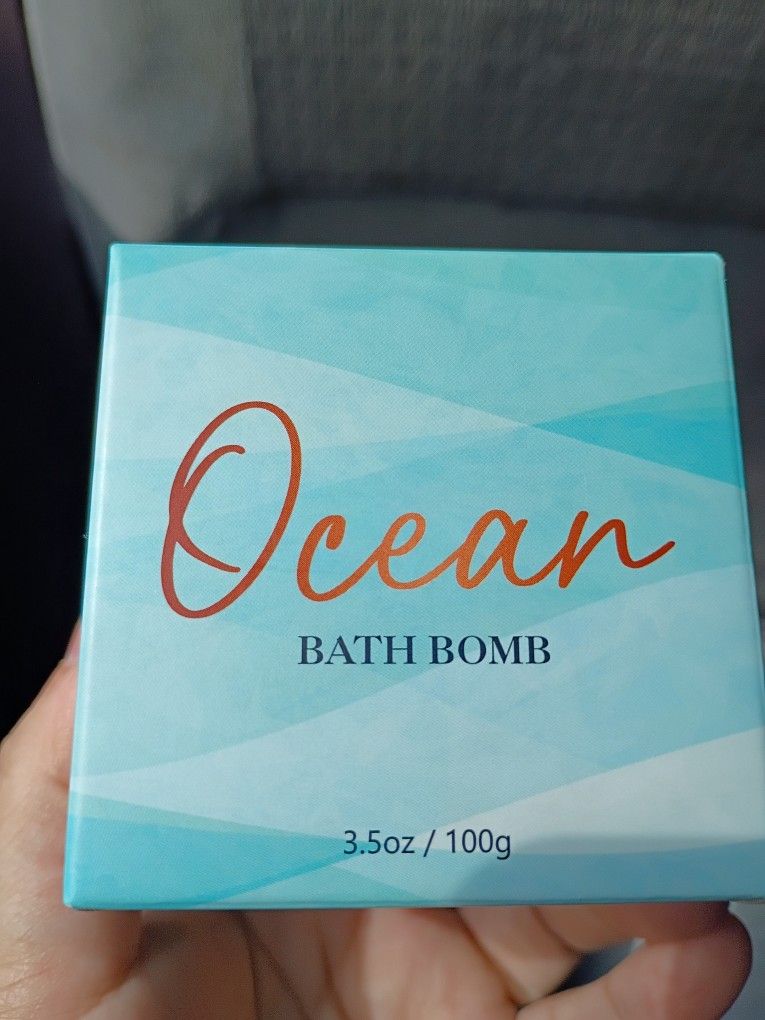 Ocean
BATH BOMB
3.5oz / 100g